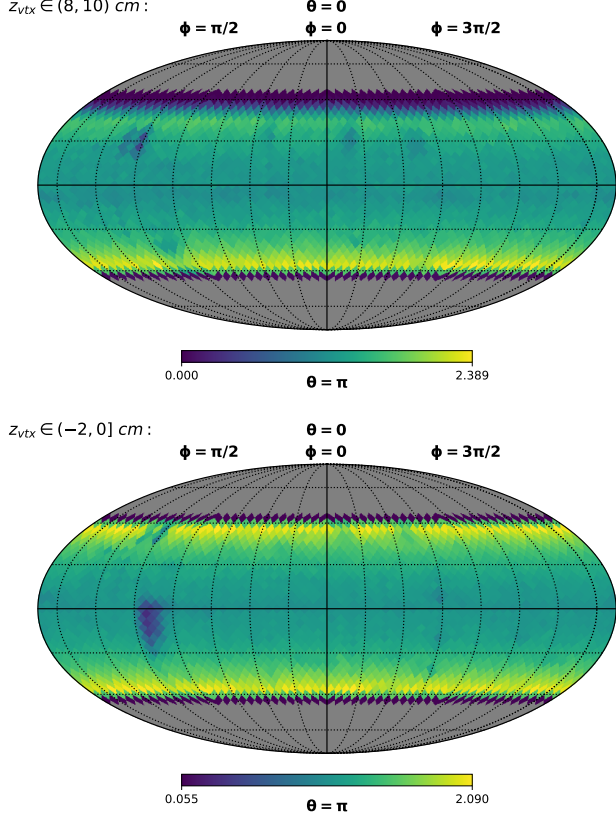 z_vtx ∈ (8, 10) cm :
θ = 0
ϕ = π/2 ϕ = 0 ϕ = 3π/2
0.000 2.389
θ = π
z_vtx ∈ (−2, 0] cm :
θ = 0
ϕ = π/2 ϕ = 0 ϕ = 3π/2
0.055 2.090
θ = π